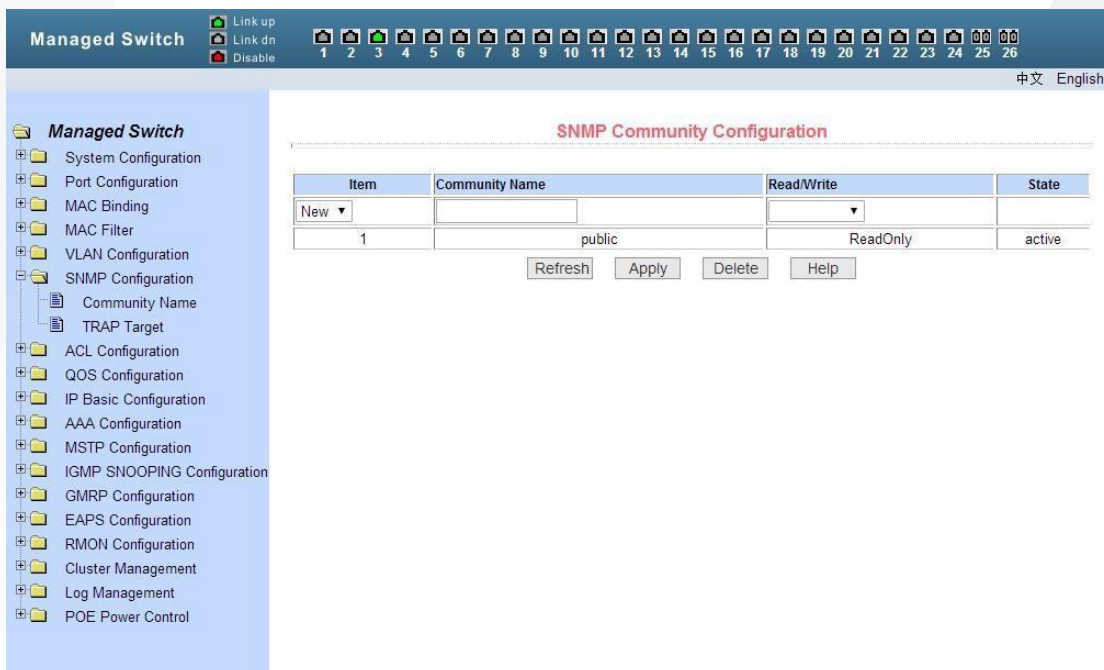 Link up
Managed Switch
Link dn
Disable
1 2 3 4 5 6 7 8 9 10 11 12 13 14 15 16 17 18 19 20 21 22 23 24 25 26
中文 English
Managed Switch
System Configuration
Port Configuration
MAC Binding
MAC Filter
VLAN Configuration
SNMP Configuration
Community Name
TRAP Target
ACL Configuration
QOS Configuration
IP Basic Configuration
AAA Configuration
MSTP Configuration
IGMP SNOOPING Configuration
GMRP Configuration
EAPS Configuration
RMON Configuration
Cluster Management
Log Management
POE Power Control
SNMP Community Configuration
Item Community Name Read/Write State
New
1 public ReadOnly active
Refresh Apply Delete Help